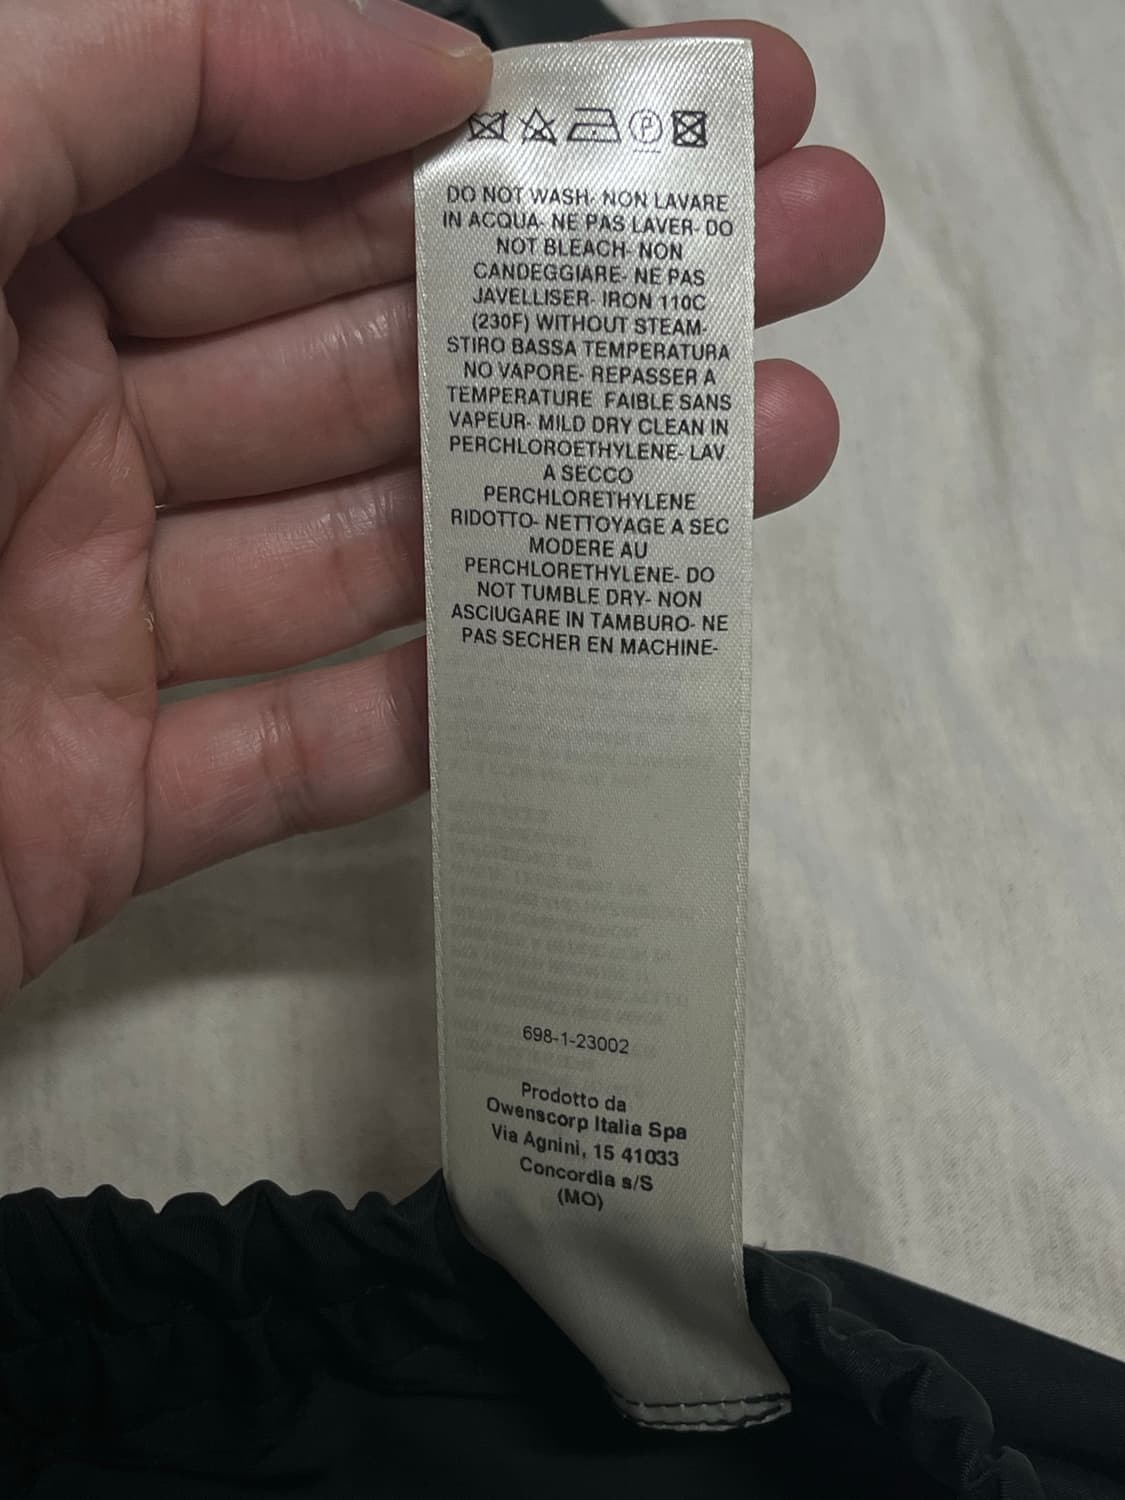 P
DO NOT WASH- NON LAVARE
IN ACQUA- NE PAS LAVER- DO
NOT BLEACH- NON
CANDEGGIARE- NE PAS
JAVELLISER- IRON 110C
(230F) WITHOUT STEAM-
STIRO BASSA TEMPERATURA
NO VAPORE- REPASSER A
TEMPERATURE FAIBLE SANS
VAPEUR- MILD DRY CLEAN IN
PERCHLOROETHYLENE- LAV.
A SECCO
PERCHLORETHYLENE
RIDOTTO- NETTOYAGE A SEC
MODERE AU
PERCHLORETHYLENE- DO
NOT TUMBLE DRY- NON
ASCIUGARE IN TAMBURO- NE
PAS SECHER EN MACHINE-
698-1-23002
Prodotto da
Owenscorp Italia Spa
Via Agnini, 15 41033
Concordia s/S
(MO)